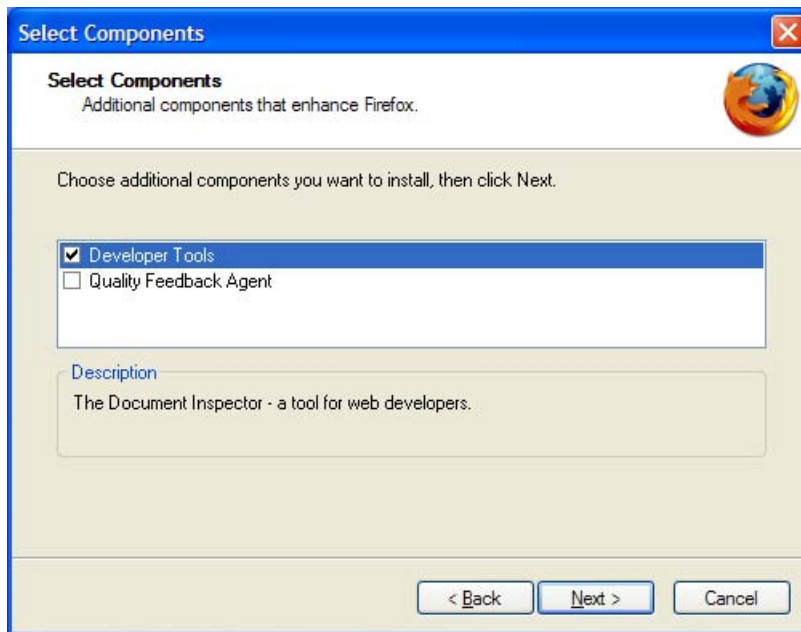 Select Components
Select Components
Additional components that enhance Firefox.
Choose additional components you want to install, then click Next.
Developer Tools
Quality Feedback Agent
Description
The Document Inspector - a tool for web developers.
< Back
Next >
Cancel